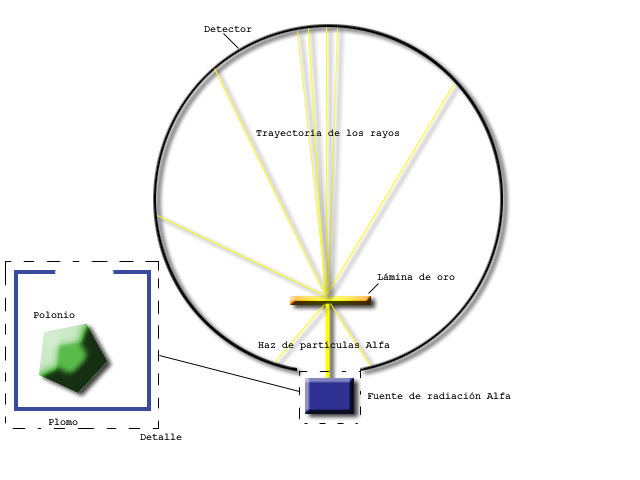 Detector
Trayectoria de los rayos
Lámina de oro
Polonio
Haz de partículas Alfa
Fuente de radiación Alfa
Plomo
Detalle